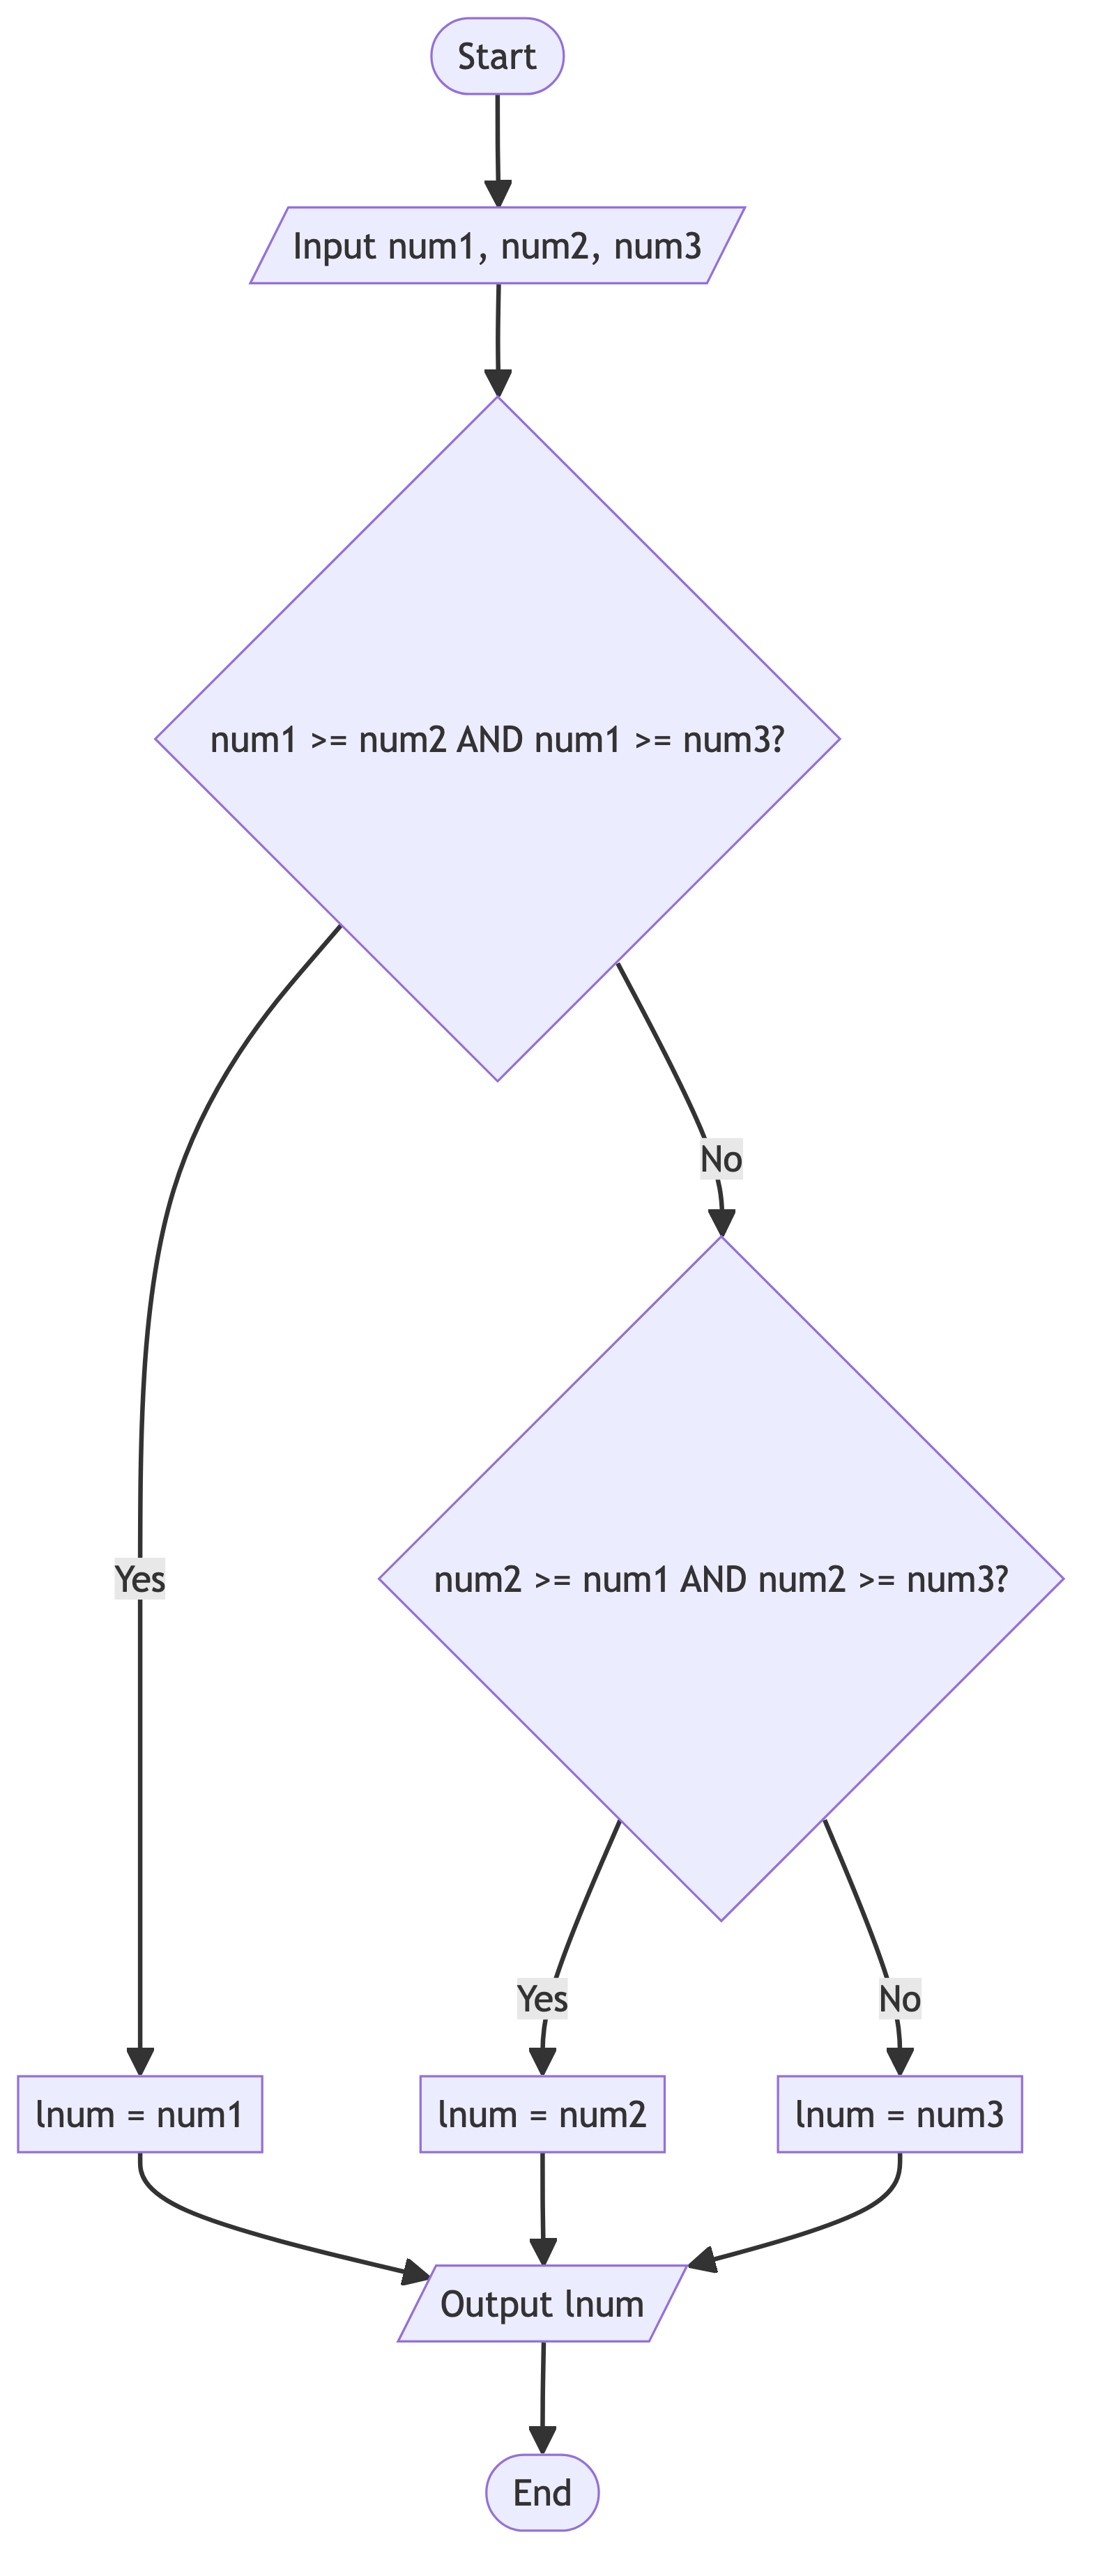 Start
Input num1, num2, num3
num1 >= num2 AND num1 >= num3?
No
Yes
num2 >= num1 AND num2 >= num3?
Yes
No
lnum = num1
lnum = num2
lnum = num3
Output lnum
End